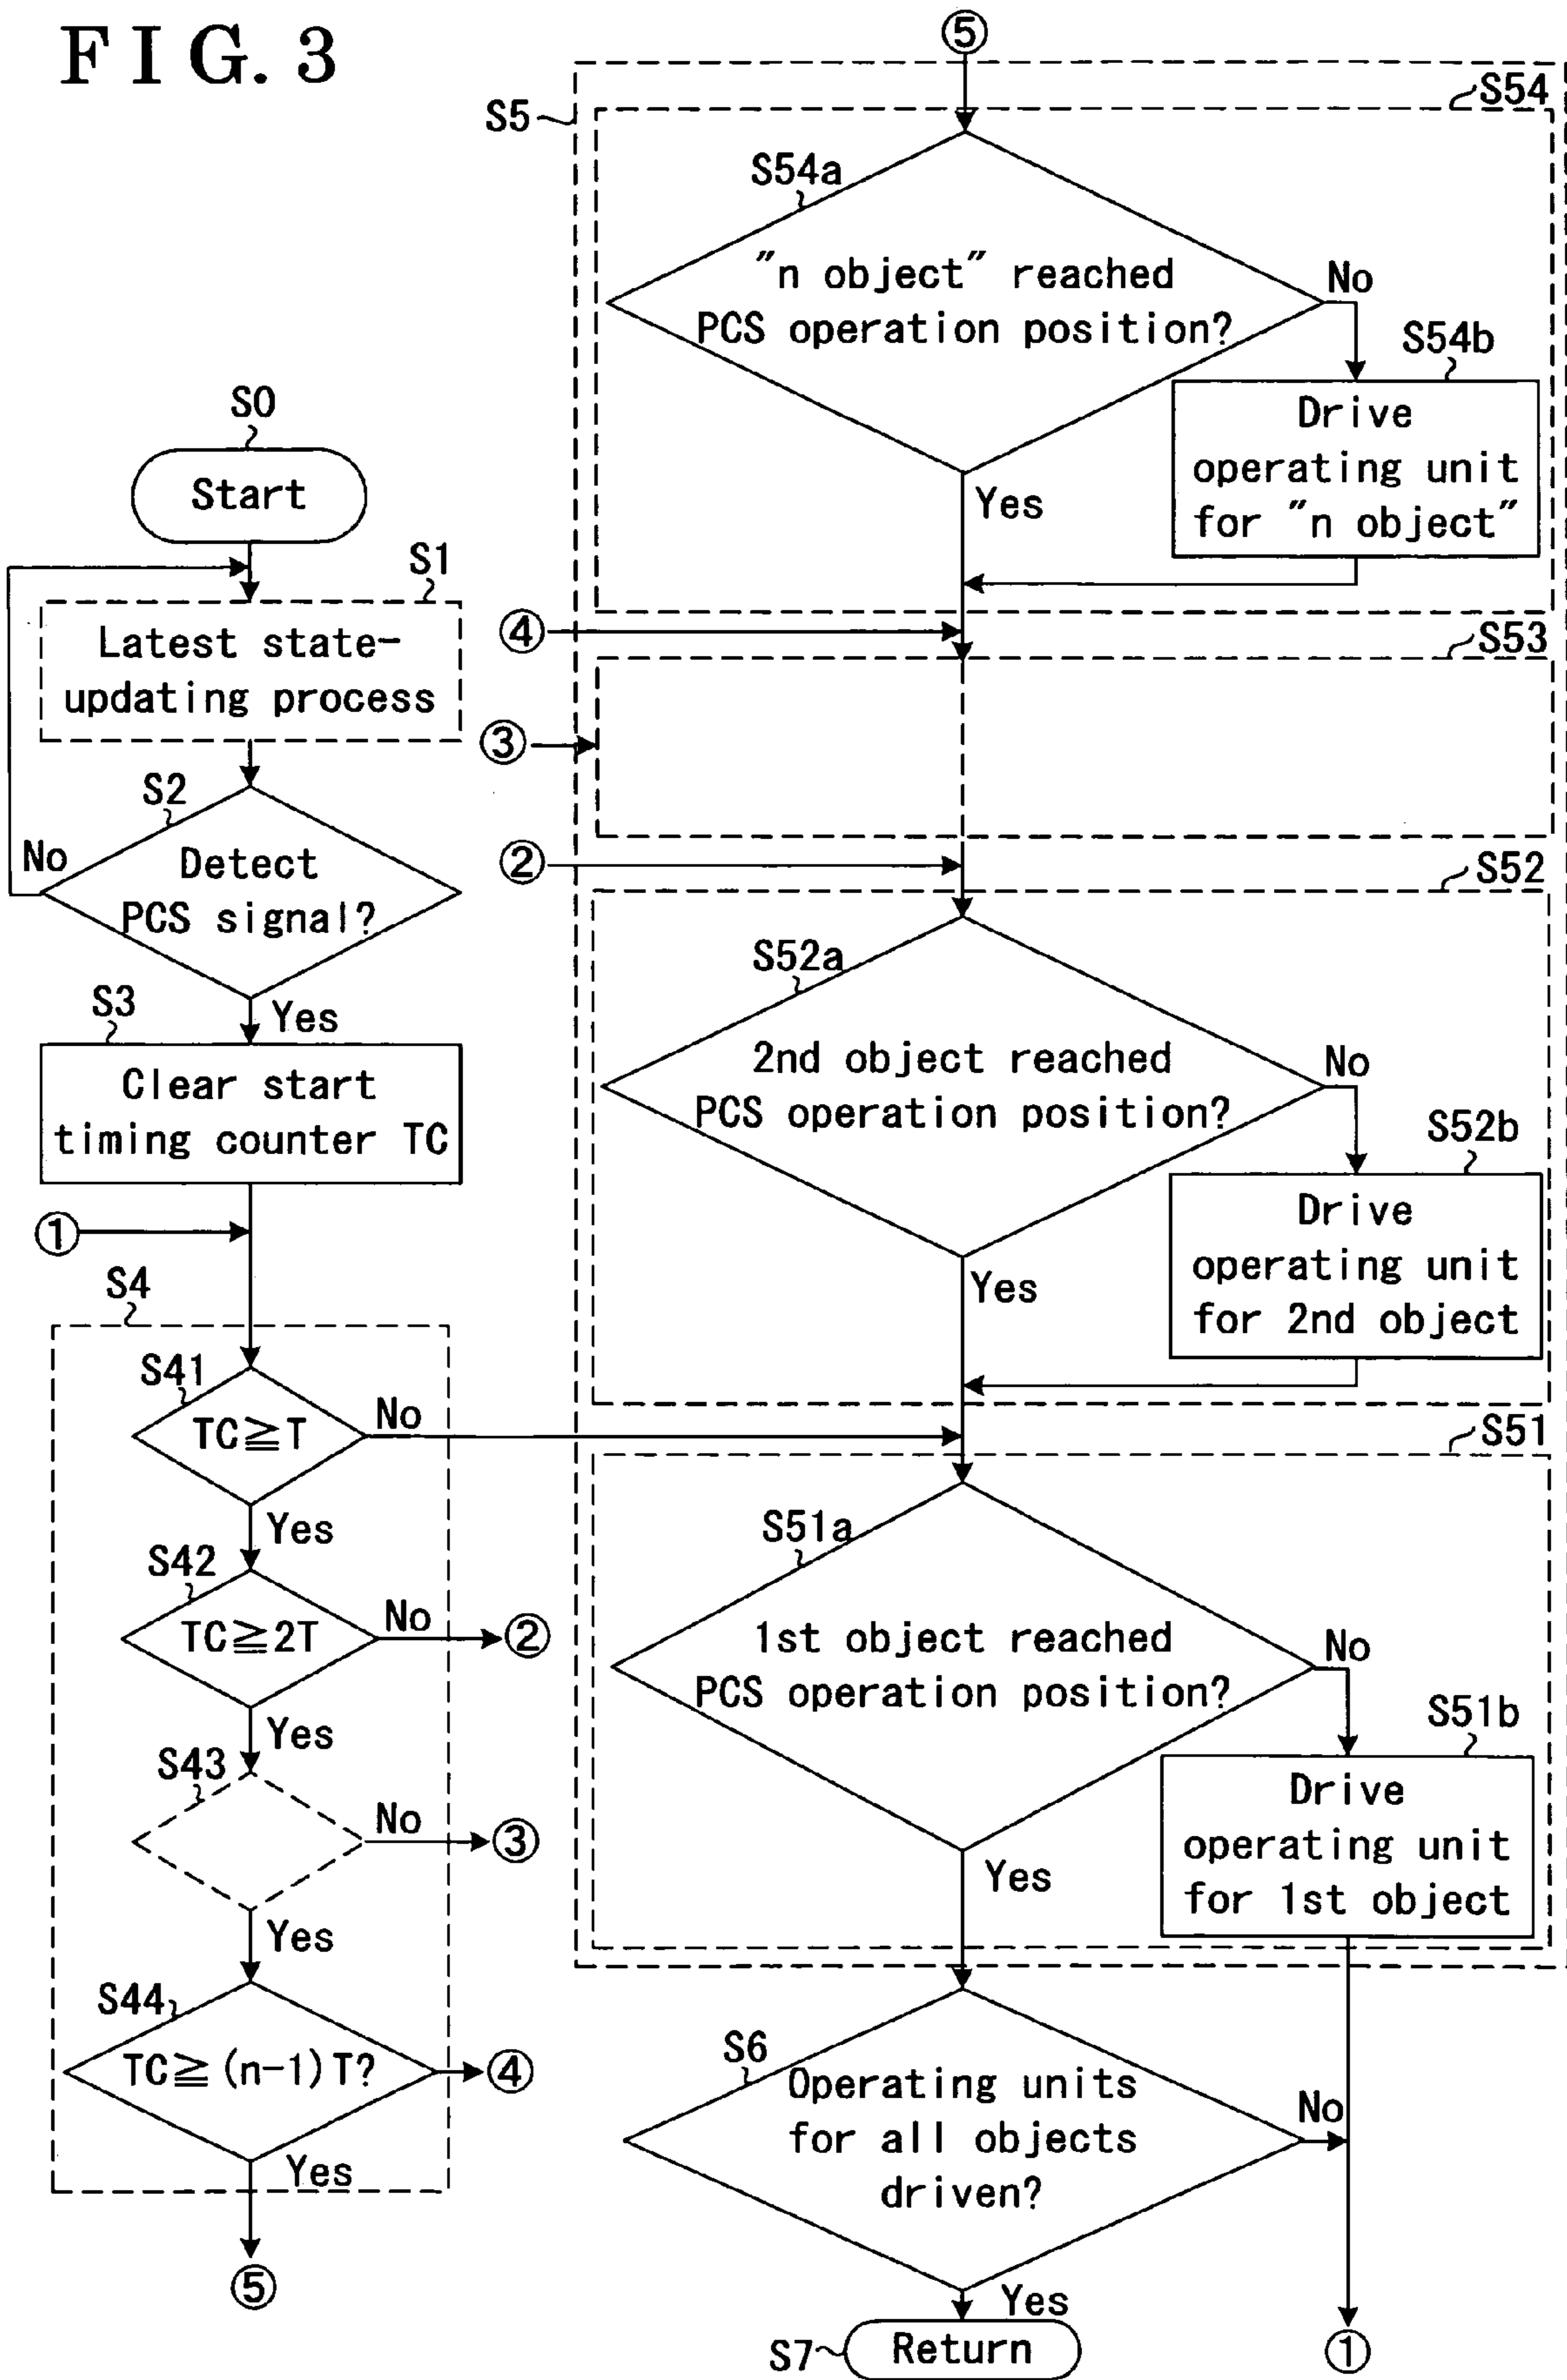 FIG. 3
S0
Start
S1
Latest state-
updating process
S2
No
Detect
PCS signal?
Yes
S3
Clear start
timing counter TC
①
S4
S41
TC≧T
No
Yes
S42
TC≧2T
No
②
Yes
S43
No
③
Yes
S44
TC≧(n-1)T?
④
Yes
⑤
⑤
S5
S54
S54a
"n object" reached
PCS operation position?
No
S54b
Drive
operating unit
for "n object"
Yes
④
S53
③
②
S52
S52a
2nd object reached
PCS operation position?
No
S52b
Drive
operating unit
for 2nd object
Yes
S51
S51a
1st object reached
PCS operation position?
No
S51b
Drive
operating unit
for 1st object
Yes
S6
Operating units
for all objects
driven?
No
Yes
S7
Return
①